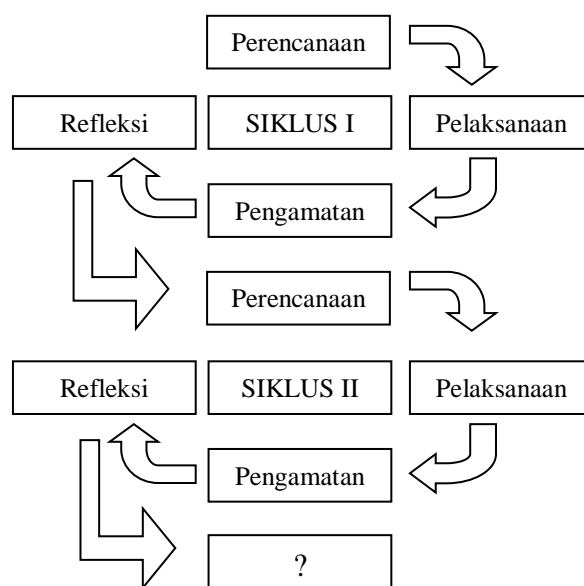 Perencanaan
Refleksi
SIKLUS I
Pelaksanaan
Pengamatan
Perencanaan
Refleksi
SIKLUS II
Pelaksanaan
Pengamatan
?